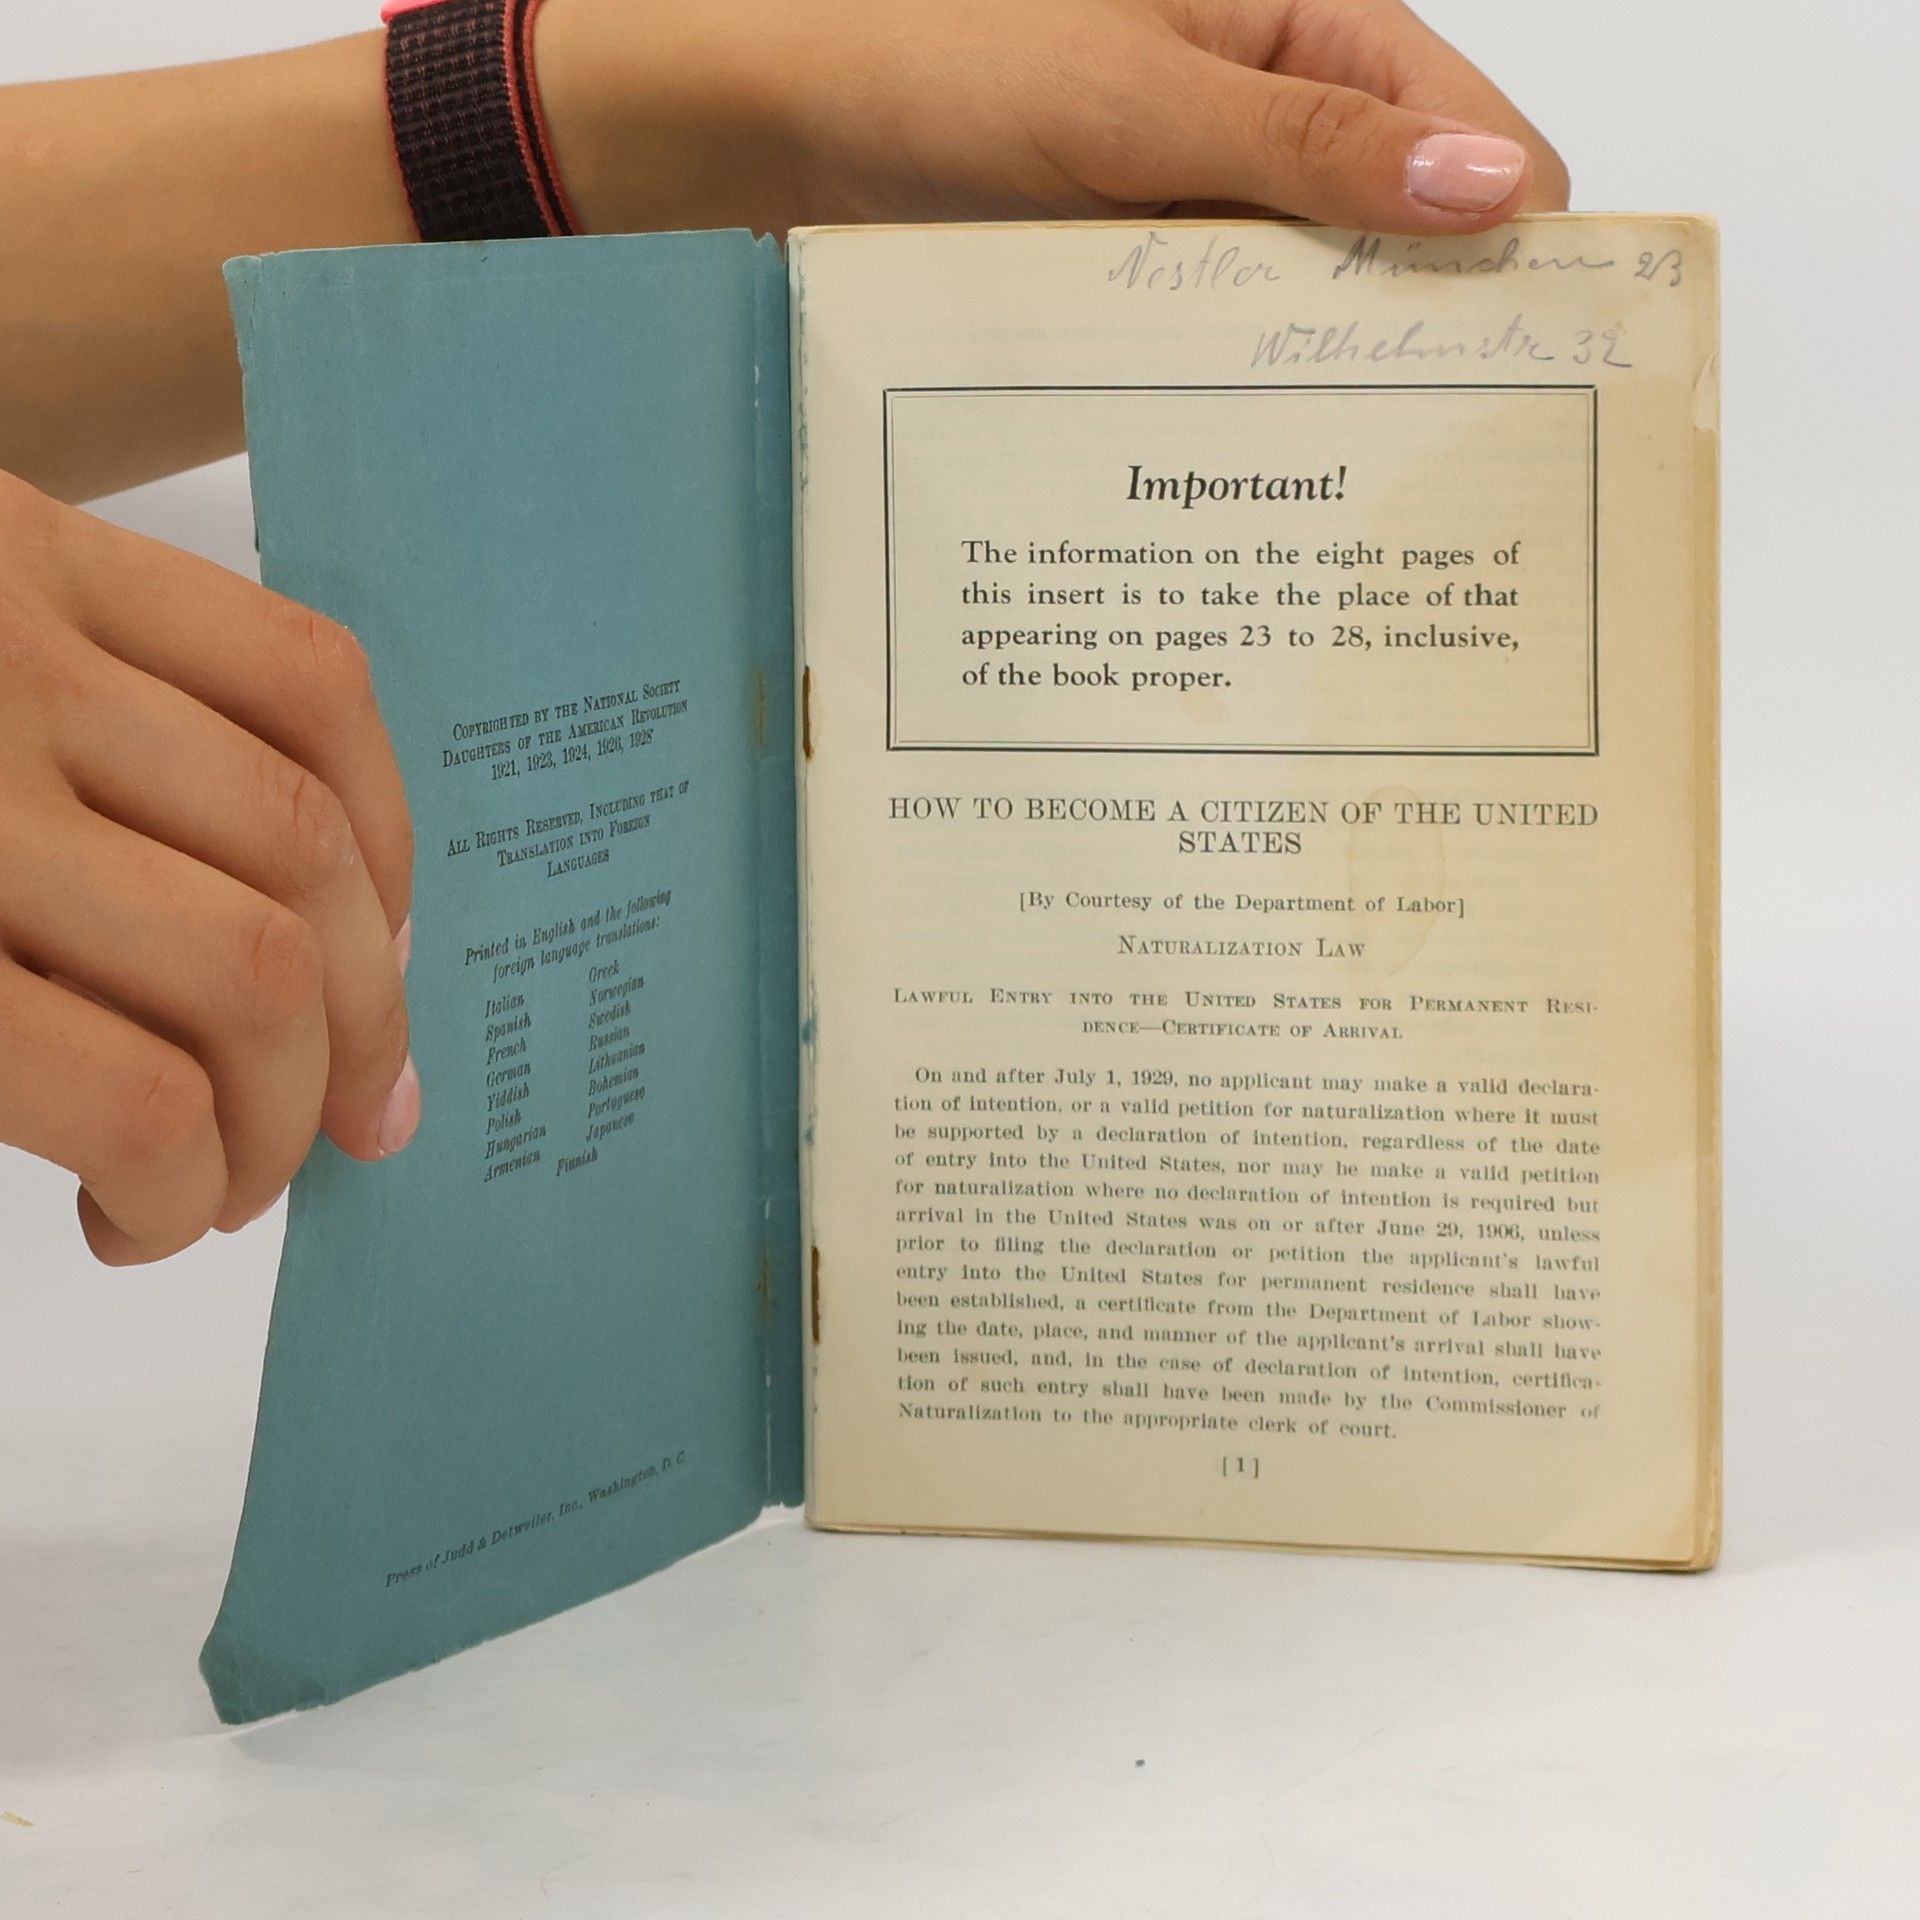 COPYRIGHTED BY THE NATIONAL SOCIETY
DAUGHTERS OF THE AMERICAN REVOLUTION
1921, 1923, 1924, 1926, 1928
ALL RIGHTS RESERVED, INCLUDING THAT OF
TRANSLATION INTO FOREIGN
LANGUAGES
Printed in English and the following
foreign language translations:
Italian Greek
Spanish Norwegian
French Swedish
German Russian
Yiddish Lithuanian
Polish Bohemian
Hungarian Portuguese
Armenian Japanese
Finnish
Press of Judd & Detweiler, Inc., Washington, D. C.
Nestler München 23
Wilhelmstr 32
Important!
The information on the eight pages of
this insert is to take the place of that
appearing on pages 23 to 28, inclusive,
of the book proper.
HOW TO BECOME A CITIZEN OF THE UNITED
STATES
[By Courtesy of the Department of Labor]
NATURALIZATION LAW
LAWFUL ENTRY INTO THE UNITED STATES FOR PERMANENT RESI-
DENCE—CERTIFICATE OF ARRIVAL
On and after July 1, 1929, no applicant may make a valid declara-
tion of intention, or a valid petition for naturalization where it must
be supported by a declaration of intention, regardless of the date
of entry into the United States, nor may he make a valid petition
for naturalization where no declaration of intention is required but
arrival in the United States was on or after June 29, 1906, unless
prior to filing the declaration or petition the applicant's lawful
entry into the United States for permanent residence shall have
been established, a certificate from the Department of Labor show-
ing the date, place, and manner of the applicant's arrival shall have
been issued, and, in the case of declaration of intention, certifica-
tion of such entry shall have been made by the Commissioner of
Naturalization to the appropriate clerk of court.
[1]